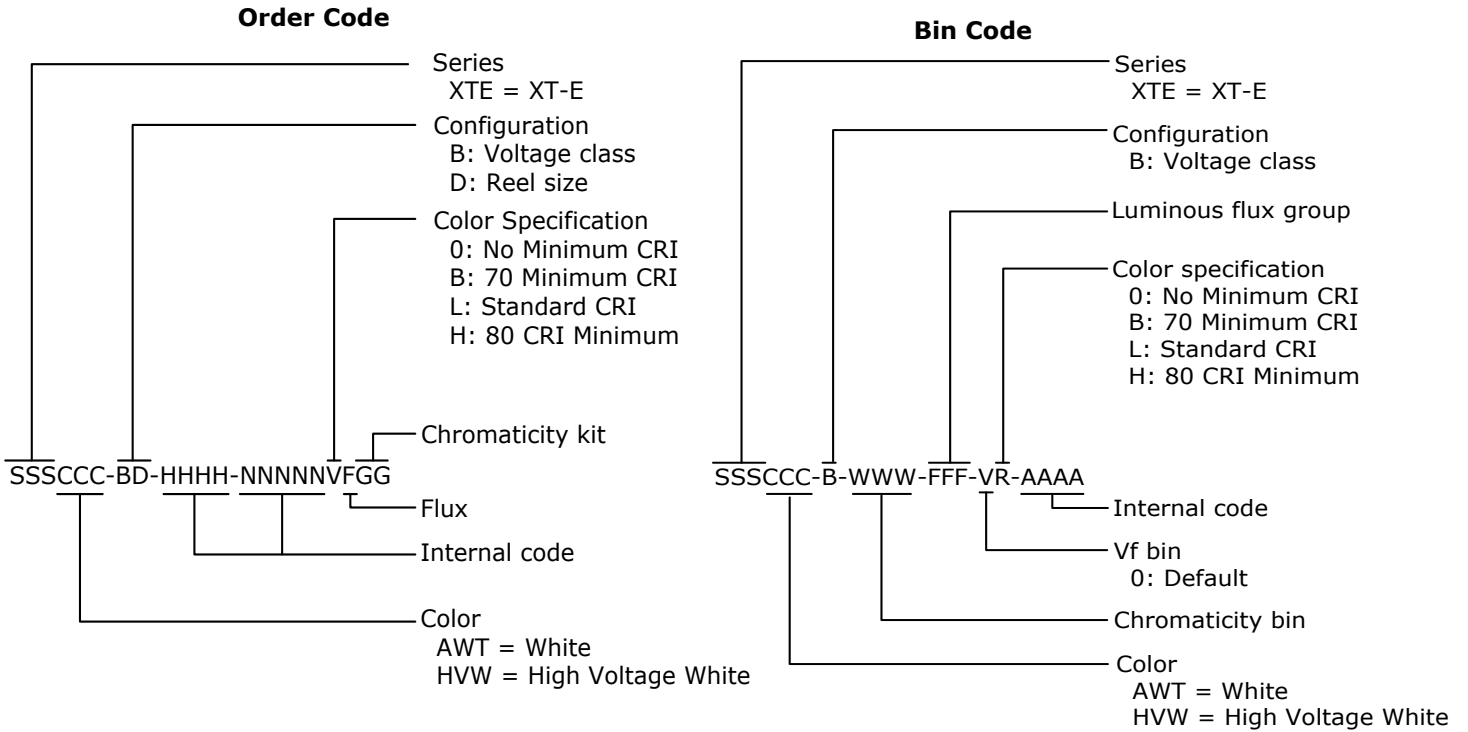 Order Code
Series
XTE = XT-E
Configuration
B: Voltage class
D: Reel size
Color Specification
0: No Minimum CRI
B: 70 Minimum CRI
L: Standard CRI
H: 80 CRI Minimum
Chromaticity kit
SSSCCC-BD-HHHH-NNNNNVFGG
Flux
Internal code
Color
AWT = White
HVW = High Voltage White
Bin Code
Series
XTE = XT-E
Configuration
B: Voltage class
Luminous flux group
Color specification
0: No Minimum CRI
B: 70 Minimum CRI
L: Standard CRI
H: 80 CRI Minimum
SSSCCC-B-WWW-FFF-VR-AAAA
Internal code
Vf bin
0: Default
Chromaticity bin
Color
AWT = White
HVW = High Voltage White